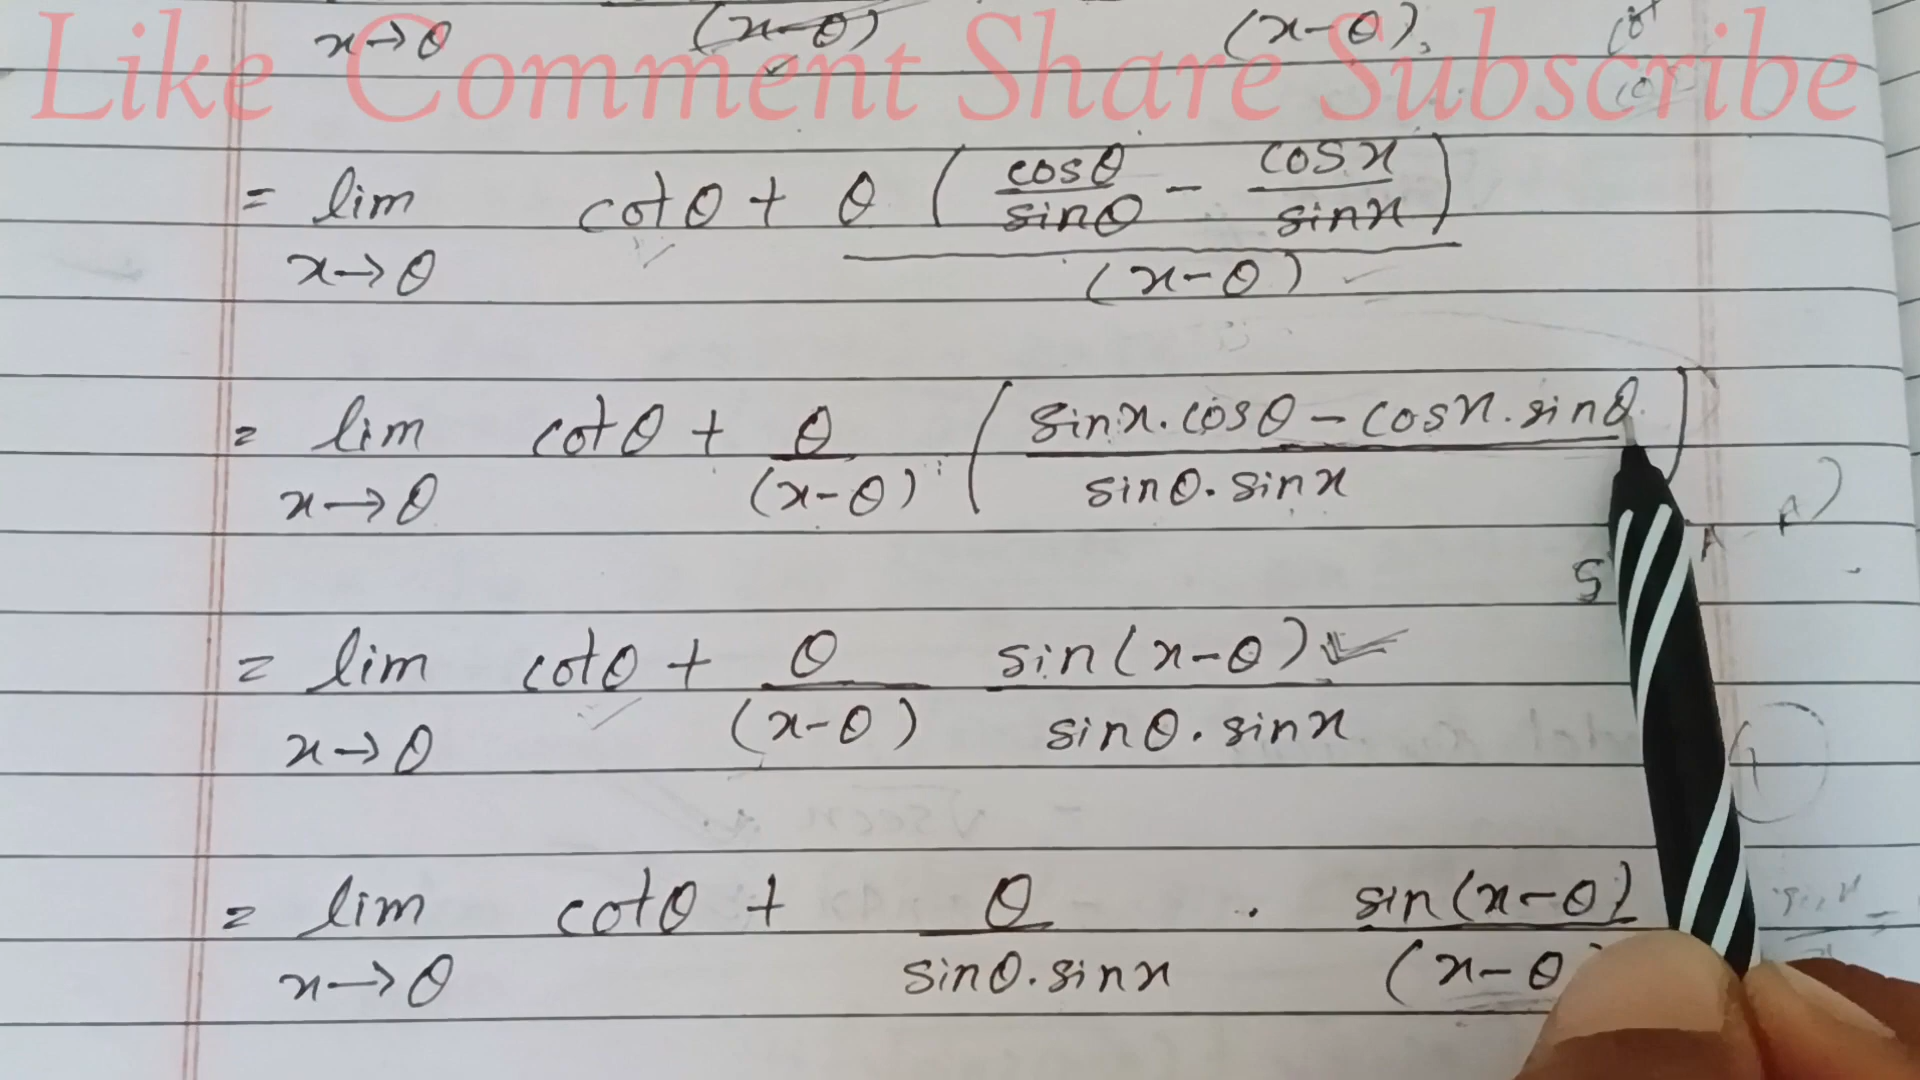 x→θ (x-θ) (x-θ), cot
Like Comment Share Subscribe
= lim cotθ + θ ( cosθ/sinθ - cosx/sinx )
x→θ (x-θ)
= lim cotθ + θ ( sinx.cosθ - cosx.sinθ )
x→θ (x-θ) sinθ.sinx
= lim cotθ + θ sin(x-θ)
x→θ (x-θ) sinθ.sinx
= lim cotθ + θ . sin(x-θ)
x→θ sinθ.sinx (x-θ